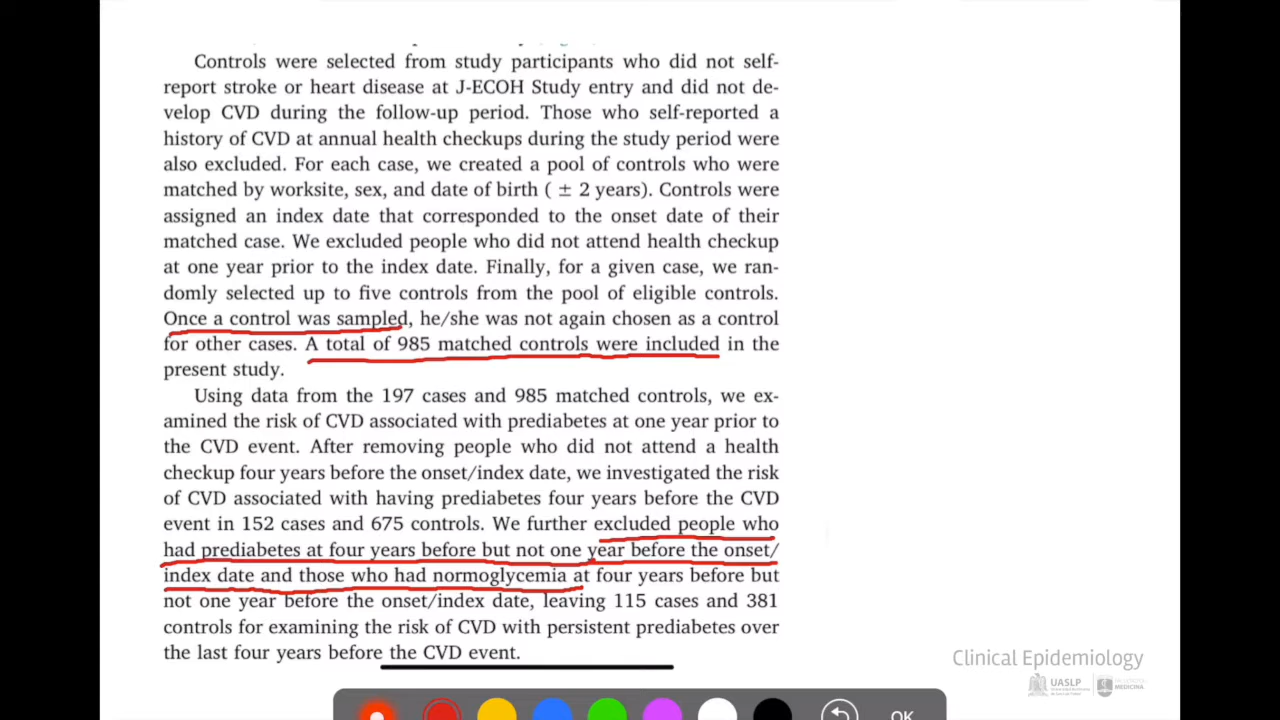 Controls were selected from study participants who did not self-
report stroke or heart disease at J-ECOH Study entry and did not de-
velop CVD during the follow-up period. Those who self-reported a
history of CVD at annual health checkups during the study period were
also excluded. For each case, we created a pool of controls who were
matched by worksite, sex, and date of birth ( ± 2 years). Controls were
assigned an index date that corresponded to the onset date of their
matched case. We excluded people who did not attend health checkup
at one year prior to the index date. Finally, for a given case, we ran-
domly selected up to five controls from the pool of eligible controls.
Once a control was sampled, he/she was not again chosen as a control
for other cases. A total of 985 matched controls were included in the
present study.
Using data from the 197 cases and 985 matched controls, we ex-
amined the risk of CVD associated with prediabetes at one year prior to
the CVD event. After removing people who did not attend a health
checkup four years before the onset/index date, we investigated the risk
of CVD associated with having prediabetes four years before the CVD
event in 152 cases and 675 controls. We further excluded people who
had prediabetes at four years before but not one year before the onset/
index date and those who had normoglycemia at four years before but
not one year before the onset/index date, leaving 115 cases and 381
controls for examining the risk of CVD with persistent prediabetes over
the last four years before the CVD event.
Clinical Epidemiology
UASLP
MEDICINA
OK